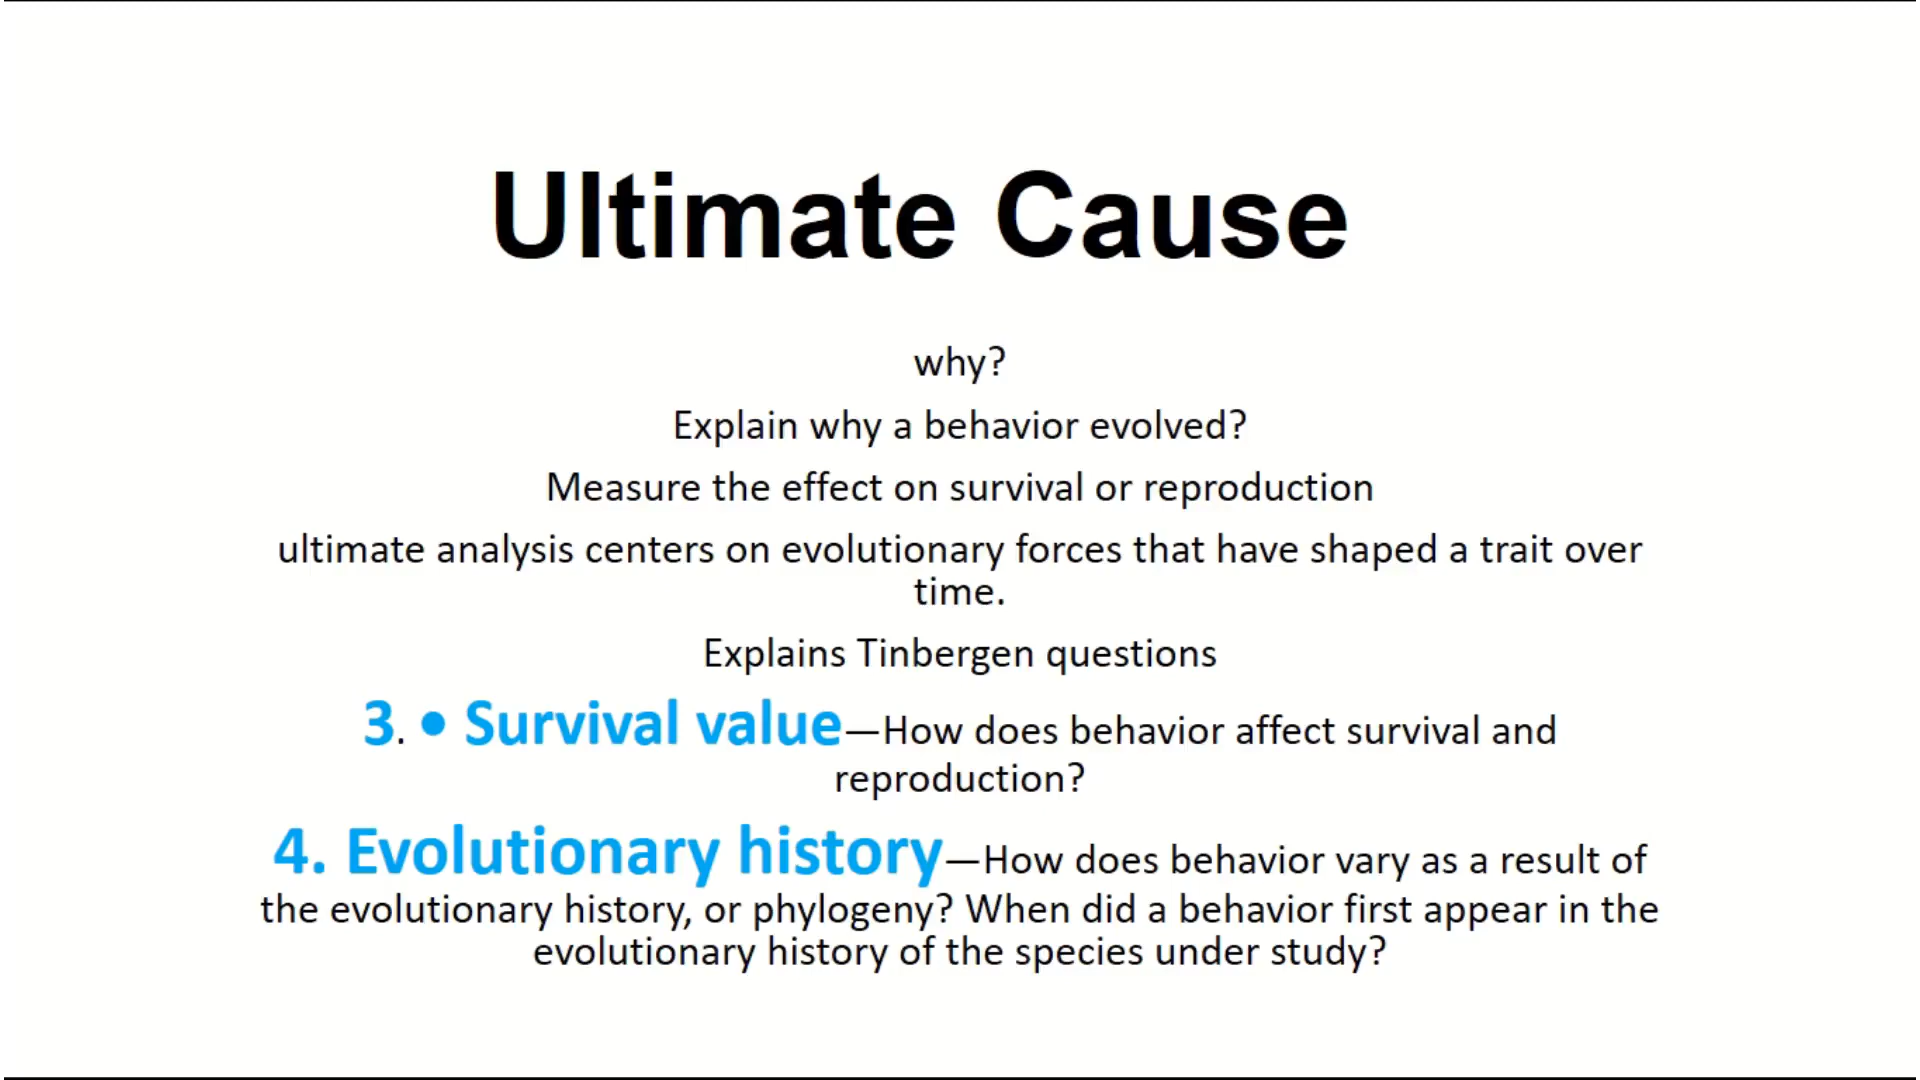 Ultimate Cause
why?
Explain why a behavior evolved?
Measure the effect on survival or reproduction
ultimate analysis centers on evolutionary forces that have shaped a trait over
time.
Explains Tinbergen questions
3. • Survival value—How does behavior affect survival and
reproduction?
4. Evolutionary history—How does behavior vary as a result of
the evolutionary history, or phylogeny? When did a behavior first appear in the
evolutionary history of the species under study?